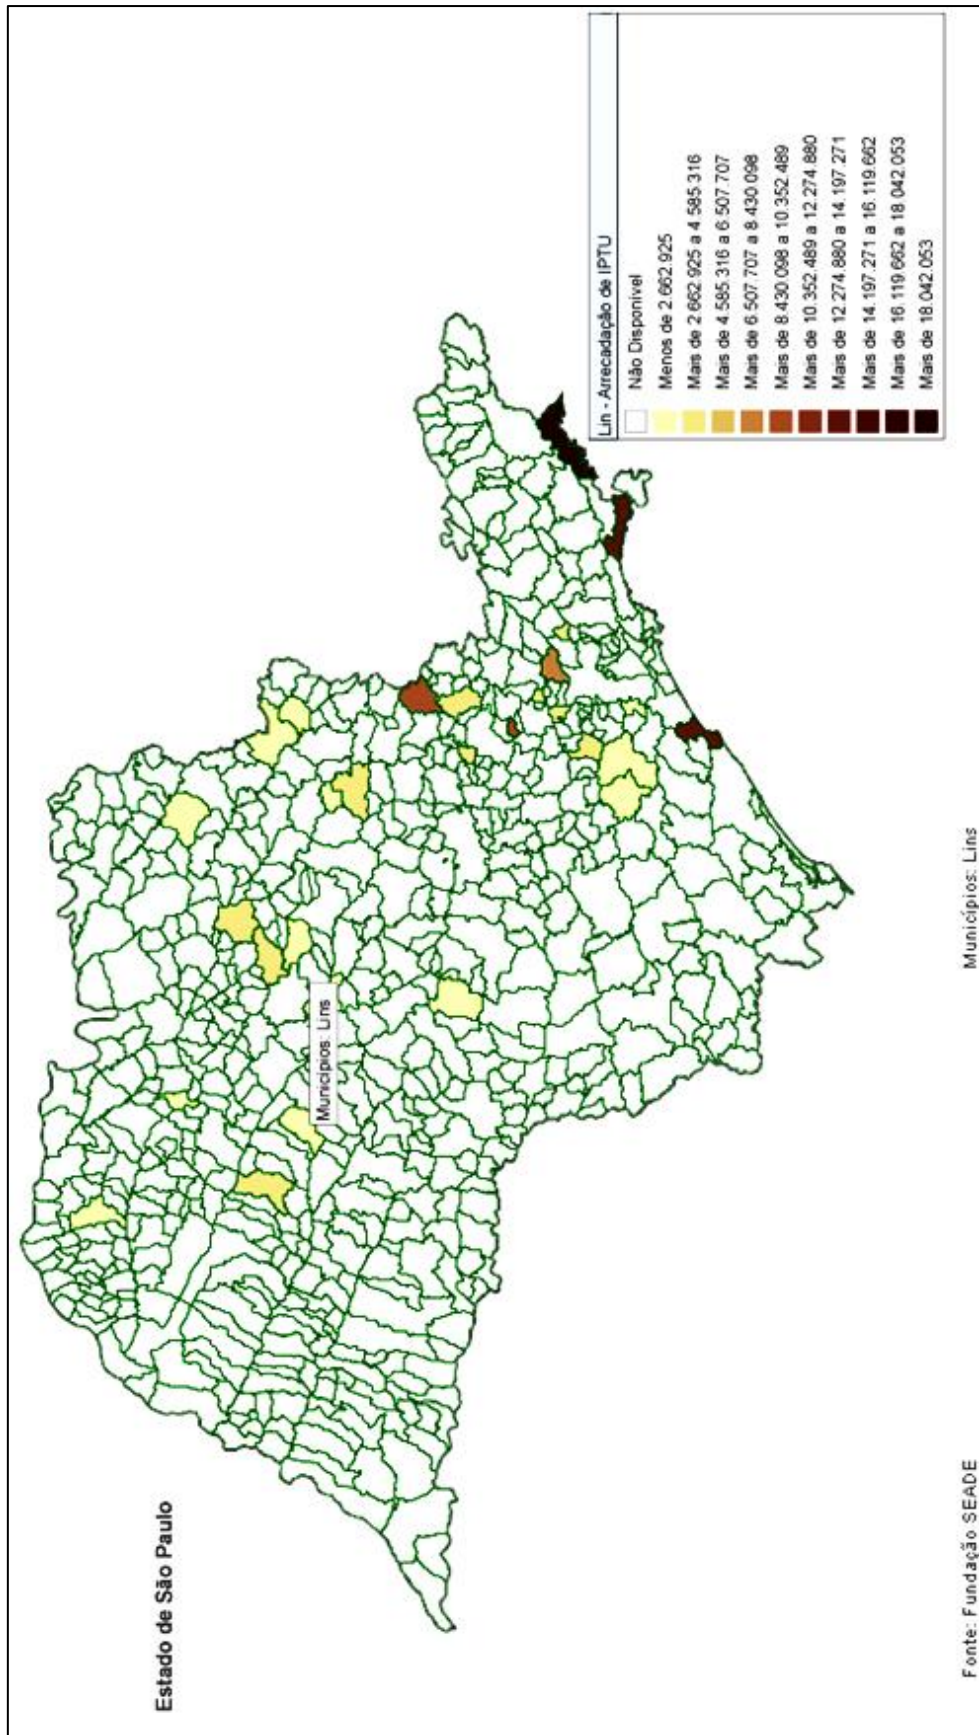 Estado de São Paulo
Municípios: Lins
Lin - Arrecadação de IPTU
Não Disponível
Menos de 2.662.925
Mais de 2.662.925 a 4.585.316
Mais de 4.585.316 a 6.507.707
Mais de 6.507.707 a 8.430.098
Mais de 8.430.098 a 10.352.489
Mais de 10.352.489 a 12.274.880
Mais de 12.274.880 a 14.197.271
Mais de 14.197.271 a 16.119.662
Mais de 16.119.662 a 18.042.053
Mais de 18.042.053
Fonte: Fundação SEADE
Municípios: Lins